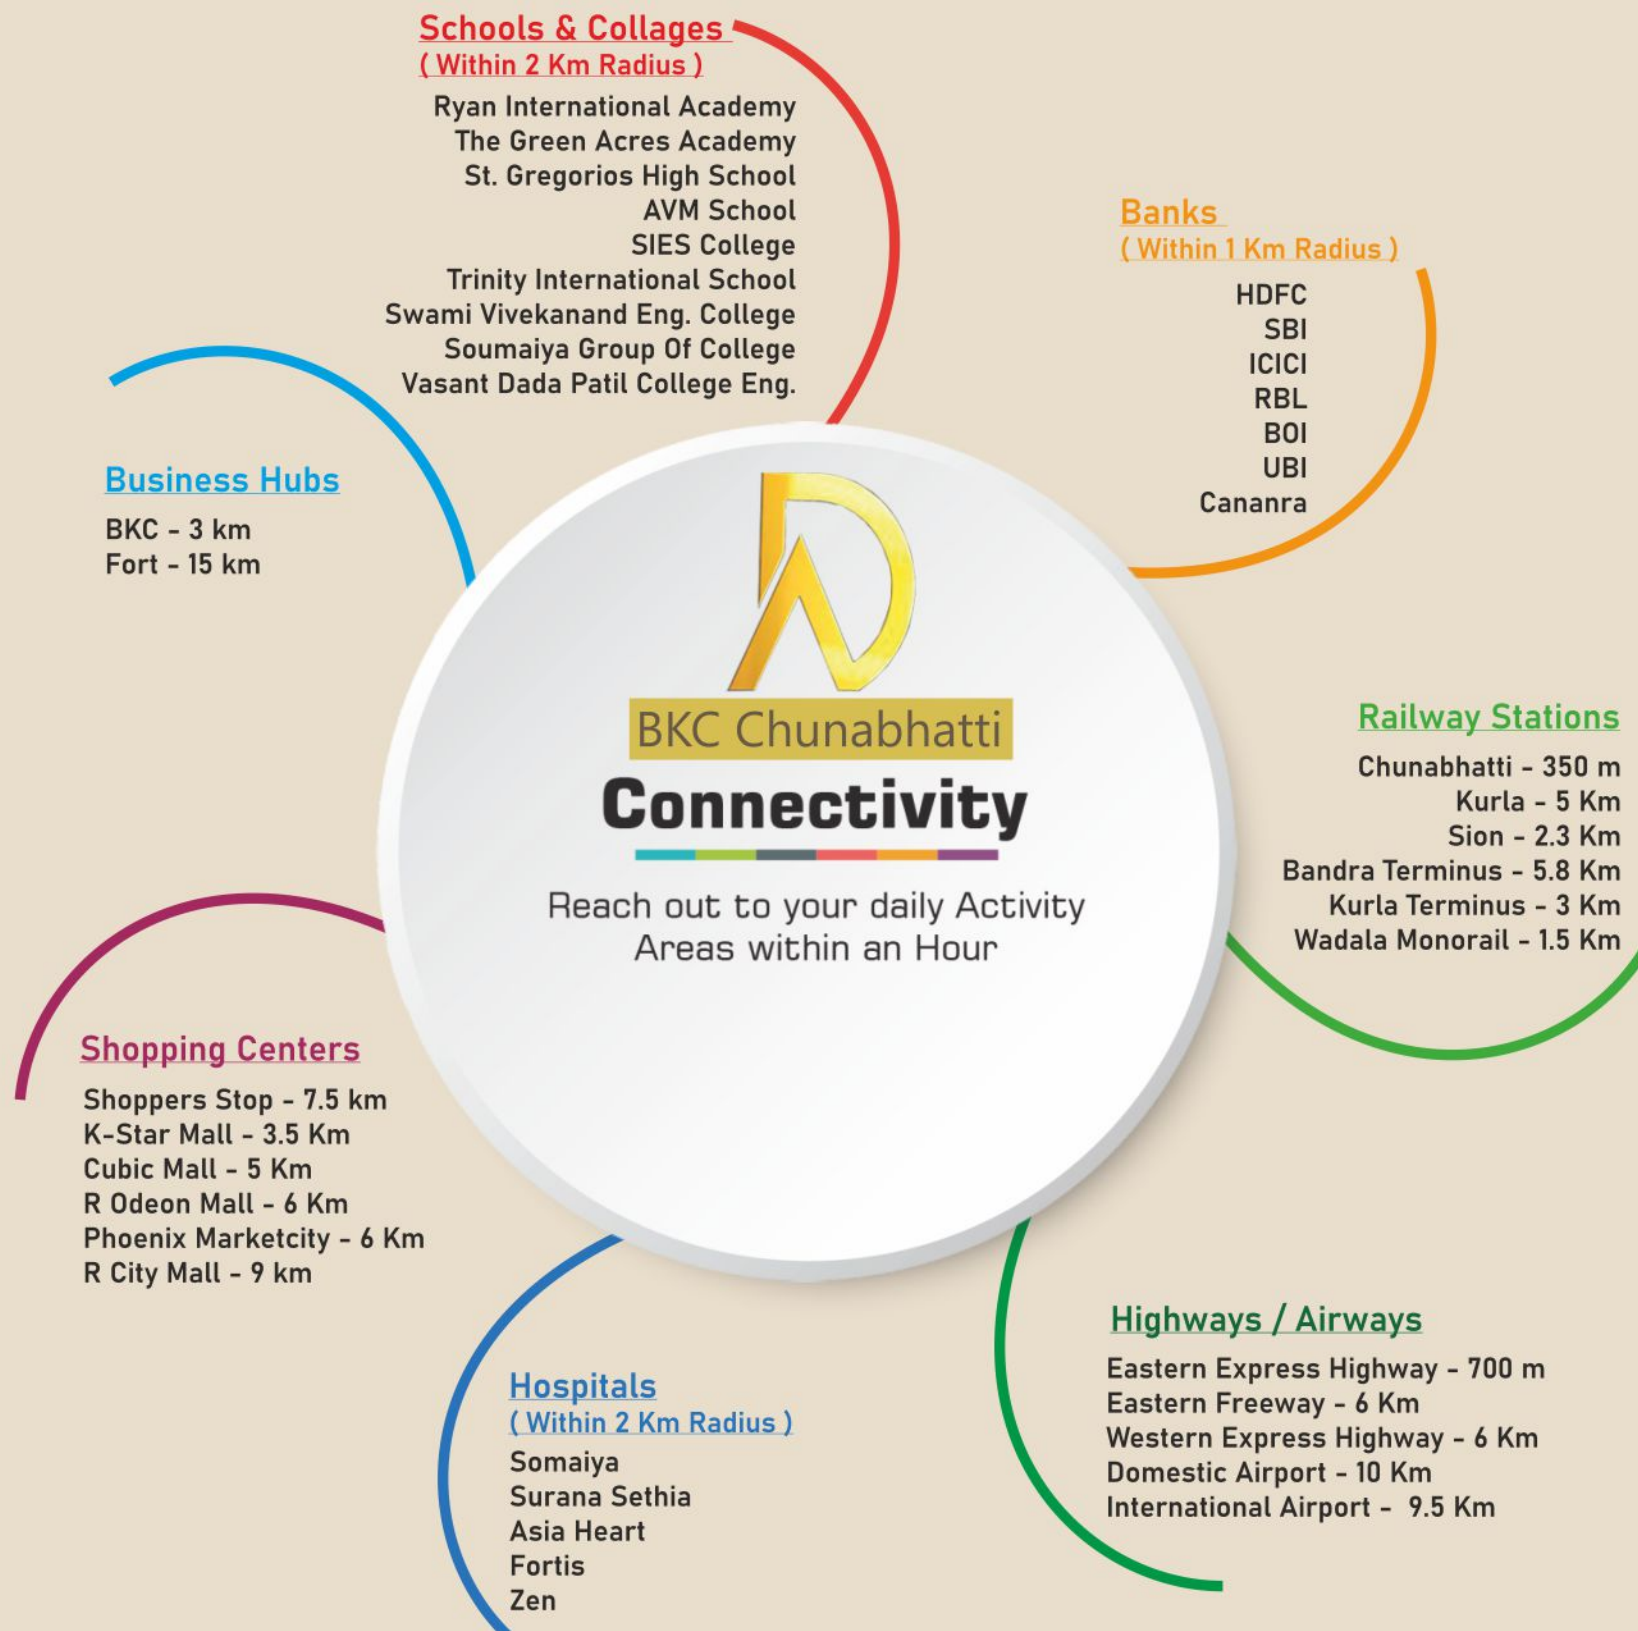 Schools & Collages
( Within 2 Km Radius )
Ryan International Academy
The Green Acres Academy
St. Gregorios High School
AVM School
SIES College
Trinity International School
Swami Vivekanand Eng. College
Soumaiya Group Of College
Vasant Dada Patil College Eng.
Banks
( Within 1 Km Radius )
HDFC
SBI
ICICI
RBL
BOI
UBI
Cananra
Business Hubs
BKC - 3 km
Fort - 15 km
BKC Chunabhatti
Connectivity
Reach out to your daily Activity
Areas within an Hour
Railway Stations
Chunabhatti - 350 m
Kurla - 5 Km
Sion - 2.3 Km
Bandra Terminus - 5.8 Km
Kurla Terminus - 3 Km
Wadala Monorail - 1.5 Km
Shopping Centers
Shoppers Stop - 7.5 km
K-Star Mall - 3.5 Km
Cubic Mall - 5 Km
R Odeon Mall - 6 Km
Phoenix Marketcity - 6 Km
R City Mall - 9 km
Hospitals
( Within 2 Km Radius )
Somaiya
Surana Sethia
Asia Heart
Fortis
Zen
Highways / Airways
Eastern Express Highway - 700 m
Eastern Freeway - 6 Km
Western Express Highway - 6 Km
Domestic Airport - 10 Km
International Airport -  9.5 Km